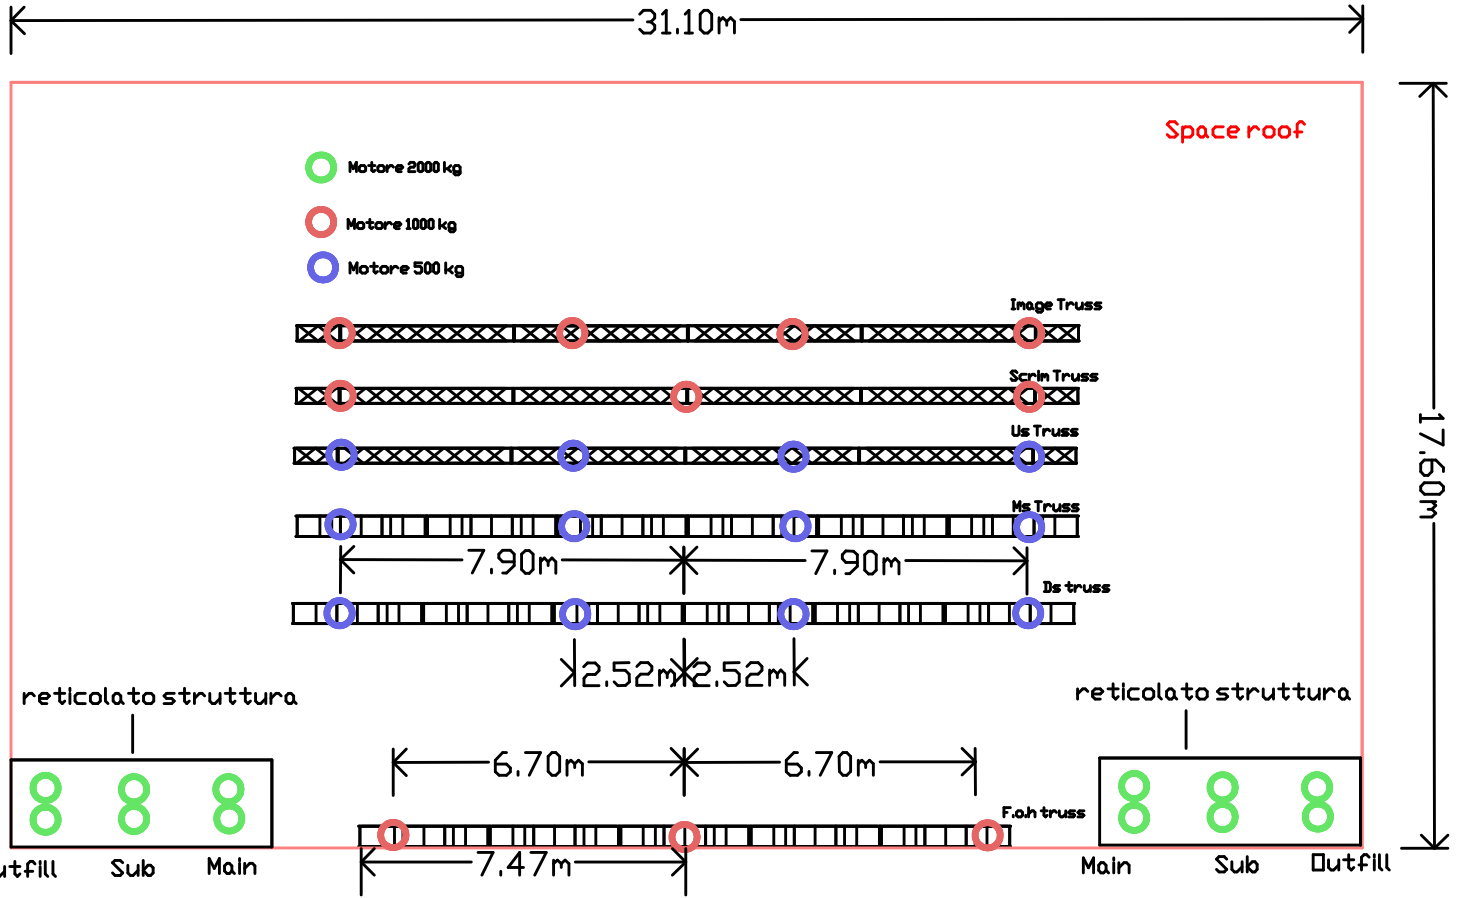 31.10m
Space roof
Motore 2000 kg
Motore 1000 kg
Motore 500 kg
Image Truss
Scrim Truss
Us Truss
17.60m
Ms Truss
7.90m 7.90m
Ds truss
2.52m 2.52m
reticolato struttura
reticolato struttura
6.70m 6.70m
F.o.h truss
7.47m
utfill Sub Main
Main Sub Outfill